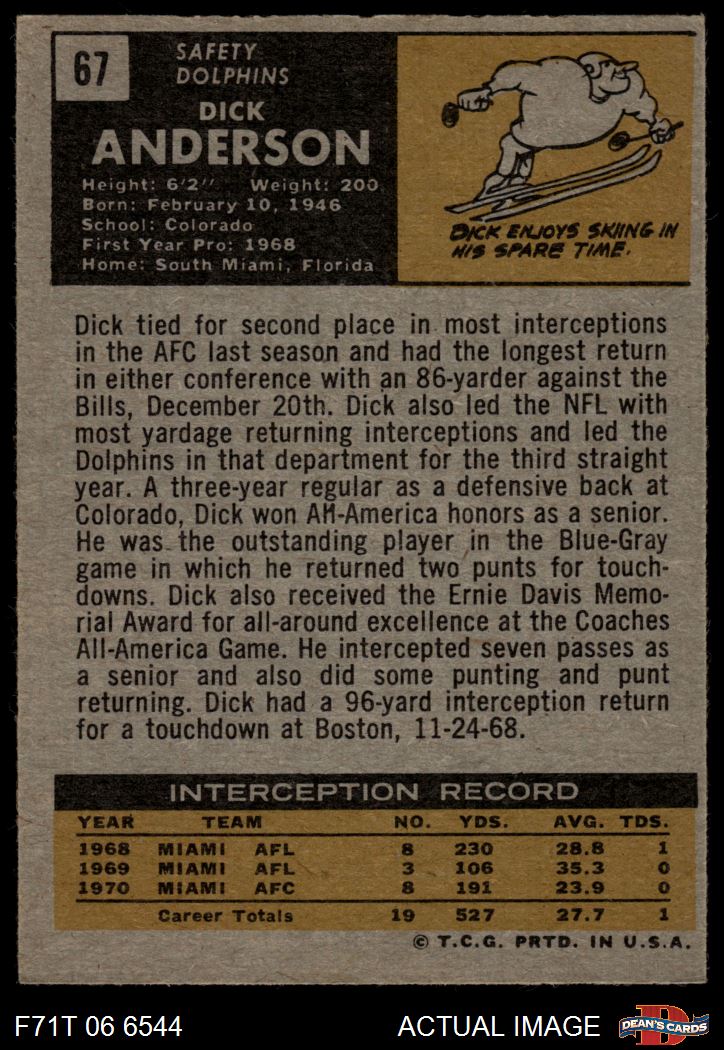 67
SAFETY
DOLPHINS
DICK
ANDERSON
Height: 6'2" Weight: 200
Born: February 10, 1946
School: Colorado
First Year Pro: 1968
Home: South Miami, Florida
DICK ENJOYS SKIING IN
HIS SPARE TIME.
Dick tied for second place in most interceptions
in the AFC last season and had the longest return
in either conference with an 86-yarder against the
Bills, December 20th. Dick also led the NFL with
most yardage returning interceptions and led the
Dolphins in that department for the third straight
year. A three-year regular as a defensive back at
Colorado, Dick won All-America honors as a senior.
He was the outstanding player in the Blue-Gray
game in which he returned two punts for touch-
downs. Dick also received the Ernie Davis Memo-
rial Award for all-around excellence at the Coaches
All-America Game. He intercepted seven passes as
a senior and also did some punting and punt
returning. Dick had a 96-yard interception return
for a touchdown at Boston, 11-24-68.
INTERCEPTION RECORD
YEAR TEAM NO. YDS. AVG. TDS.
1968 MIAMI AFL 8 230 28.8 1
1969 MIAMI AFL 3 106 35.3 0
1970 MIAMI AFC 8 191 23.9 0
Career Totals 19 527 27.7 1
© T.C.G. PRTD. IN U.S.A.
F71T 06 6544 ACTUAL IMAGE DEAN'S CARDS